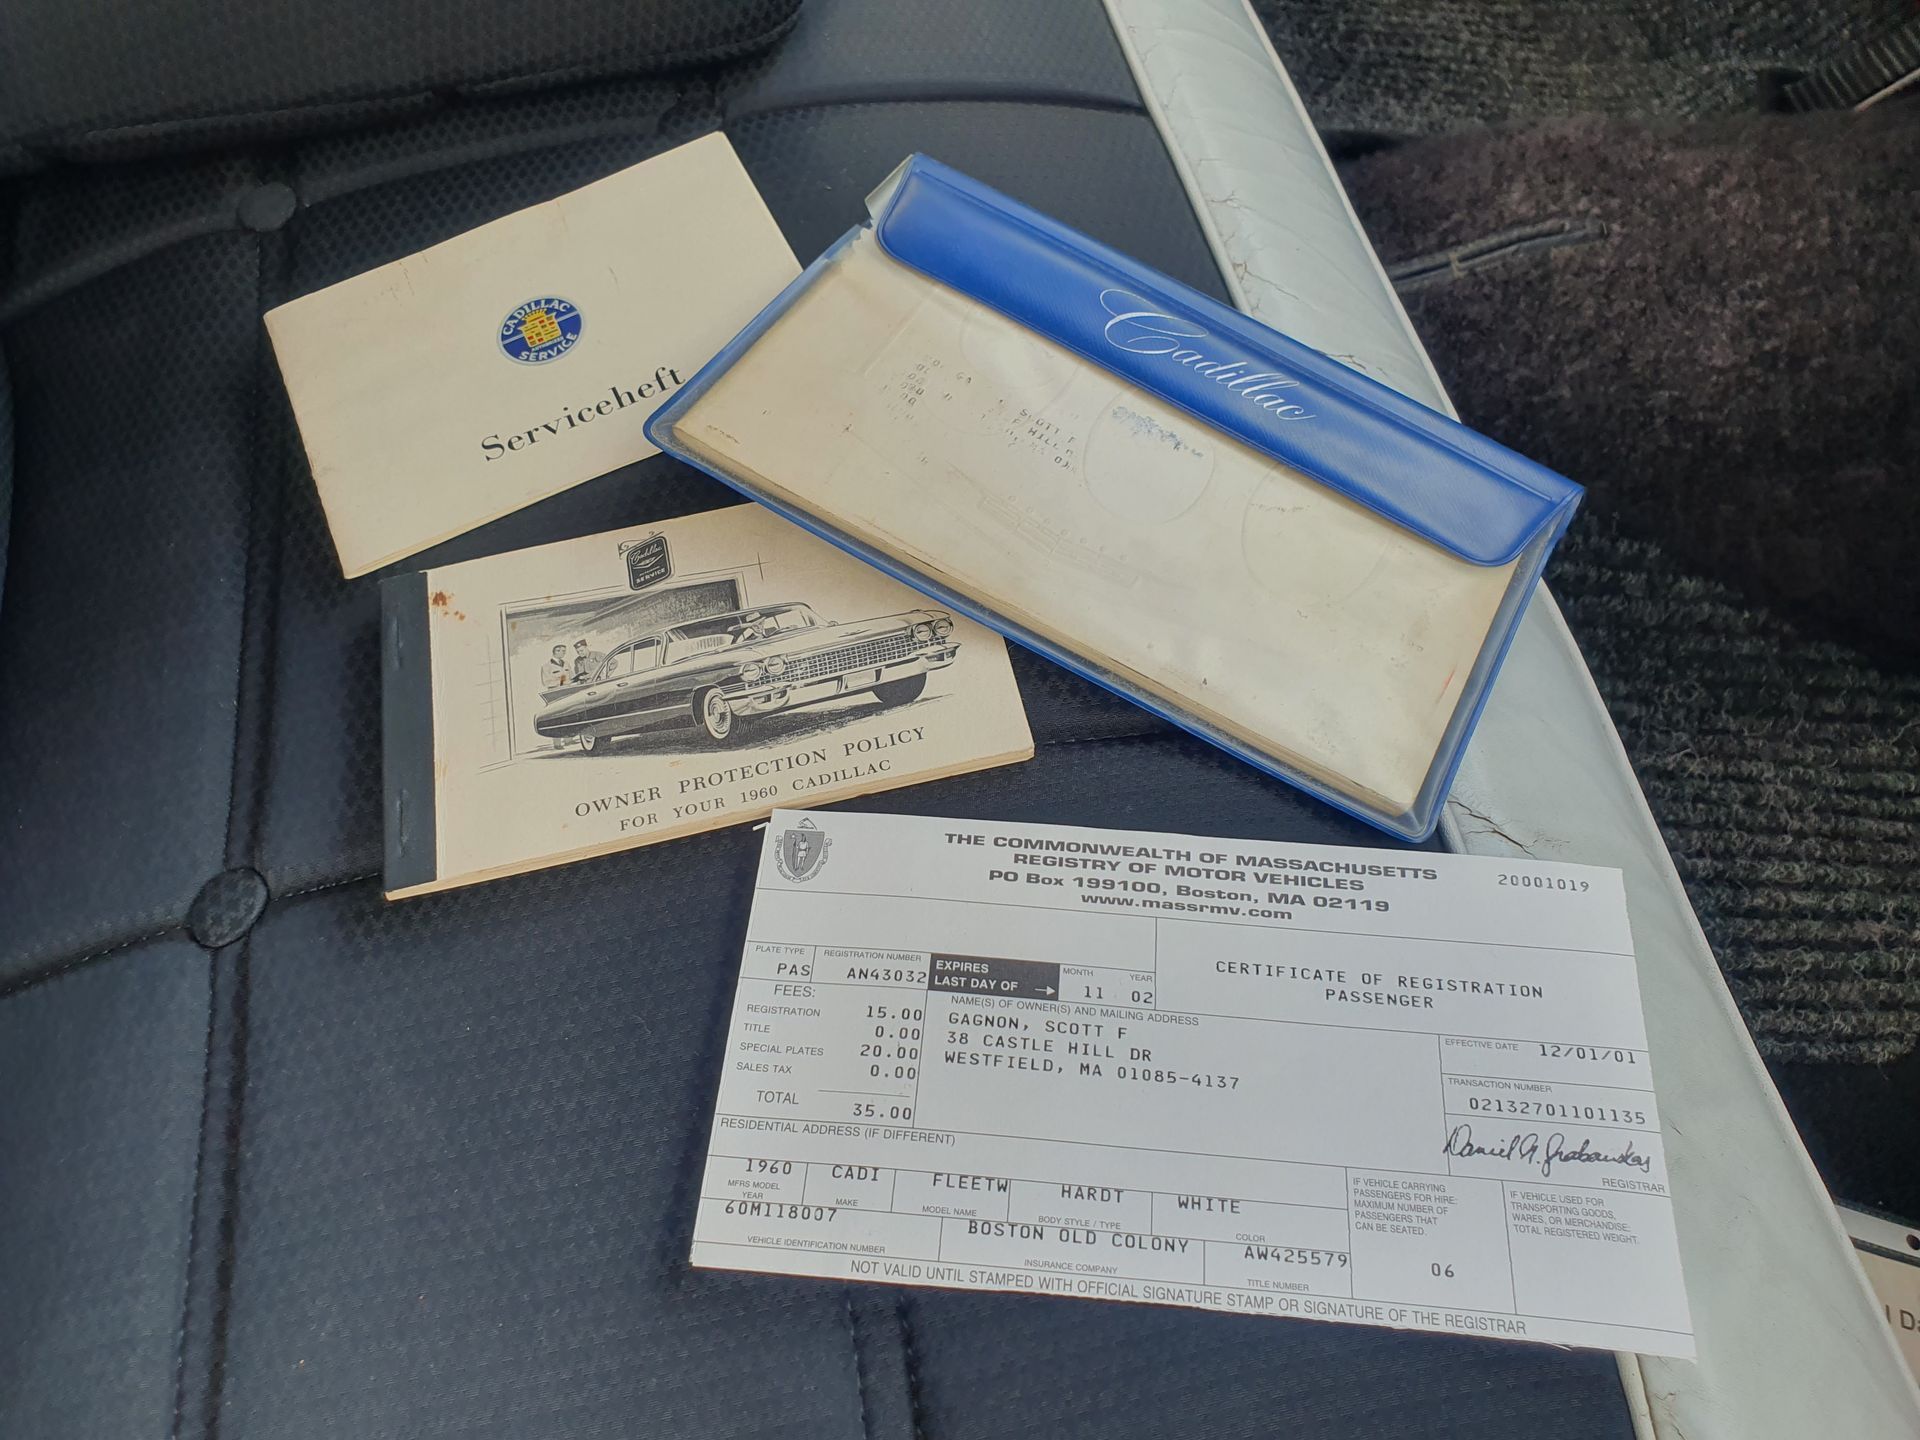 CADILLAC
AUTHORIZED
SERVICE
Serviceheft
Cadillac
SCOTT F
HILL
Cadillac
SERVICE
OWNER PROTECTION POLICY
FOR YOUR 1960 CADILLAC
THE COMMONWEALTH OF MASSACHUSETTS
REGISTRY OF MOTOR VEHICLES
PO Box 199100, Boston, MA 02119
www.massrmv.com
20001019
PLATE TYPE
PAS
REGISTRATION NUMBER
AN43032
EXPIRES
LAST DAY OF
MONTH YEAR
11 02
CERTIFICATE OF REGISTRATION
PASSENGER
FEES:
REGISTRATION 15.00
TITLE 0.00
SPECIAL PLATES 20.00
SALES TAX 0.00
TOTAL 35.00
NAME(S) OF OWNER(S) AND MAILING ADDRESS
GAGNON, SCOTT F
38 CASTLE HILL DR
WESTFIELD, MA 01085-4137
EFFECTIVE DATE 12/01/01
TRANSACTION NUMBER
02132701101135
REGISTRAR
RESIDENTIAL ADDRESS (IF DIFFERENT)
1960
MFRS MODEL
YEAR
CADI
MAKE
FLEETW
MODEL NAME
HARDT
BODY STYLE / TYPE
WHITE
COLOR
60M118007
VEHICLE IDENTIFICATION NUMBER
BOSTON OLD COLONY
INSURANCE COMPANY
AW425579
TITLE NUMBER
IF VEHICLE CARRYING
PASSENGERS FOR HIRE:
MAXIMUM NUMBER OF
PASSENGERS THAT
CAN BE SEATED.
06
IF VEHICLE USED FOR
TRANSPORTING GOODS,
WARES, OR MERCHANDISE:
TOTAL REGISTERED WEIGHT.
NOT VALID UNTIL STAMPED WITH OFFICIAL SIGNATURE STAMP OR SIGNATURE OF THE REGISTRAR